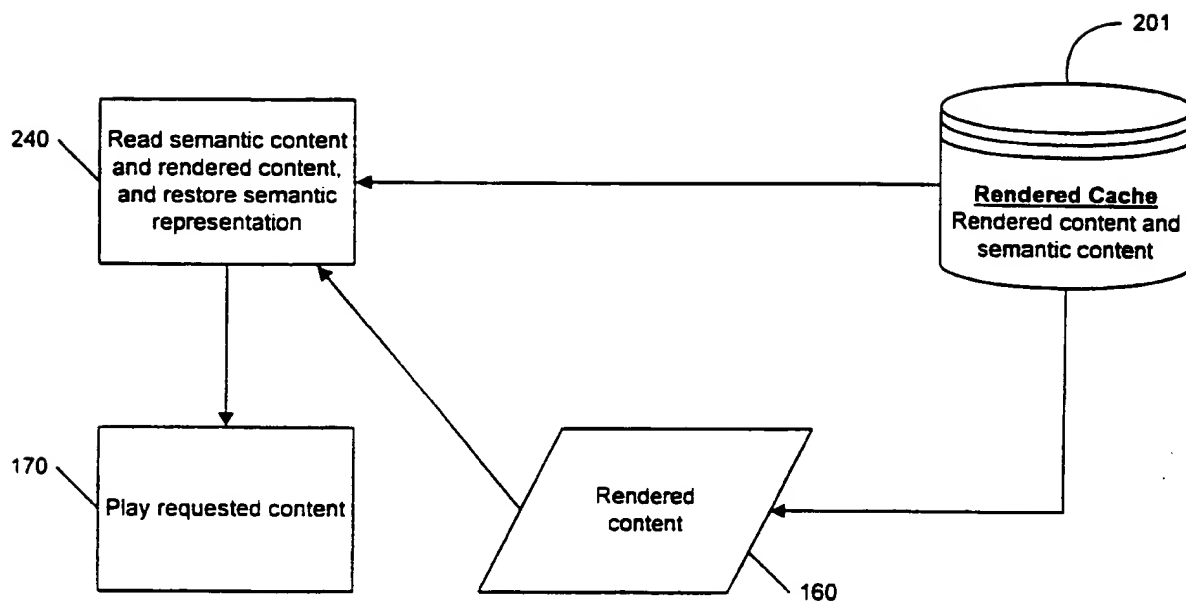 201
240
Read semantic content
and rendered content,
and restore semantic
representation
Rendered Cache
Rendered content and
semantic content
170
Play requested content
Rendered
content
160